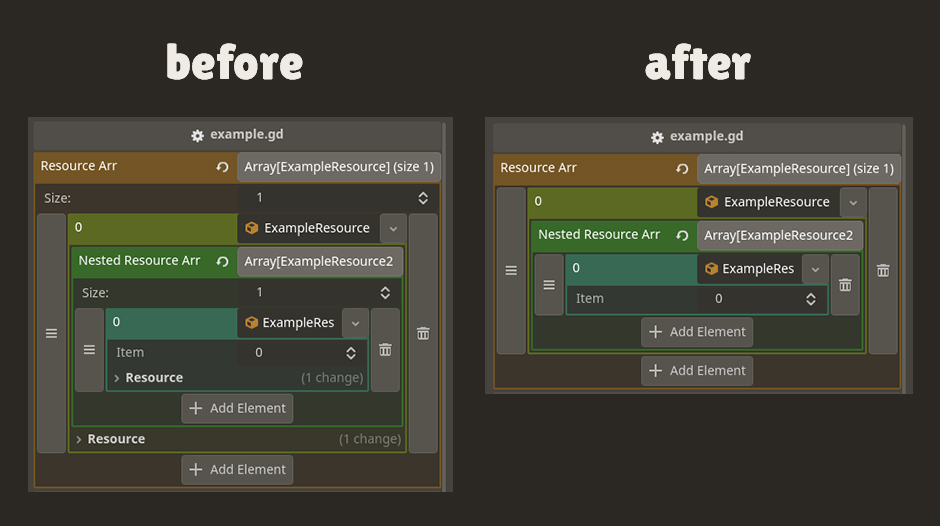 before
example.gd
Resource Arr Array[ExampleResource] (size 1)
Size: 1
0 ExampleResource
Nested Resource Arr Array[ExampleResource2
Size: 1
0 ExampleRes
Item 0
Resource (1 change)
Add Element
Resource (1 change)
Add Element
after
example.gd
Resource Arr Array[ExampleResource] (size 1)
0 ExampleResource
Nested Resource Arr Array[ExampleResource2
0 ExampleRes
Item 0
Add Element
Add Element